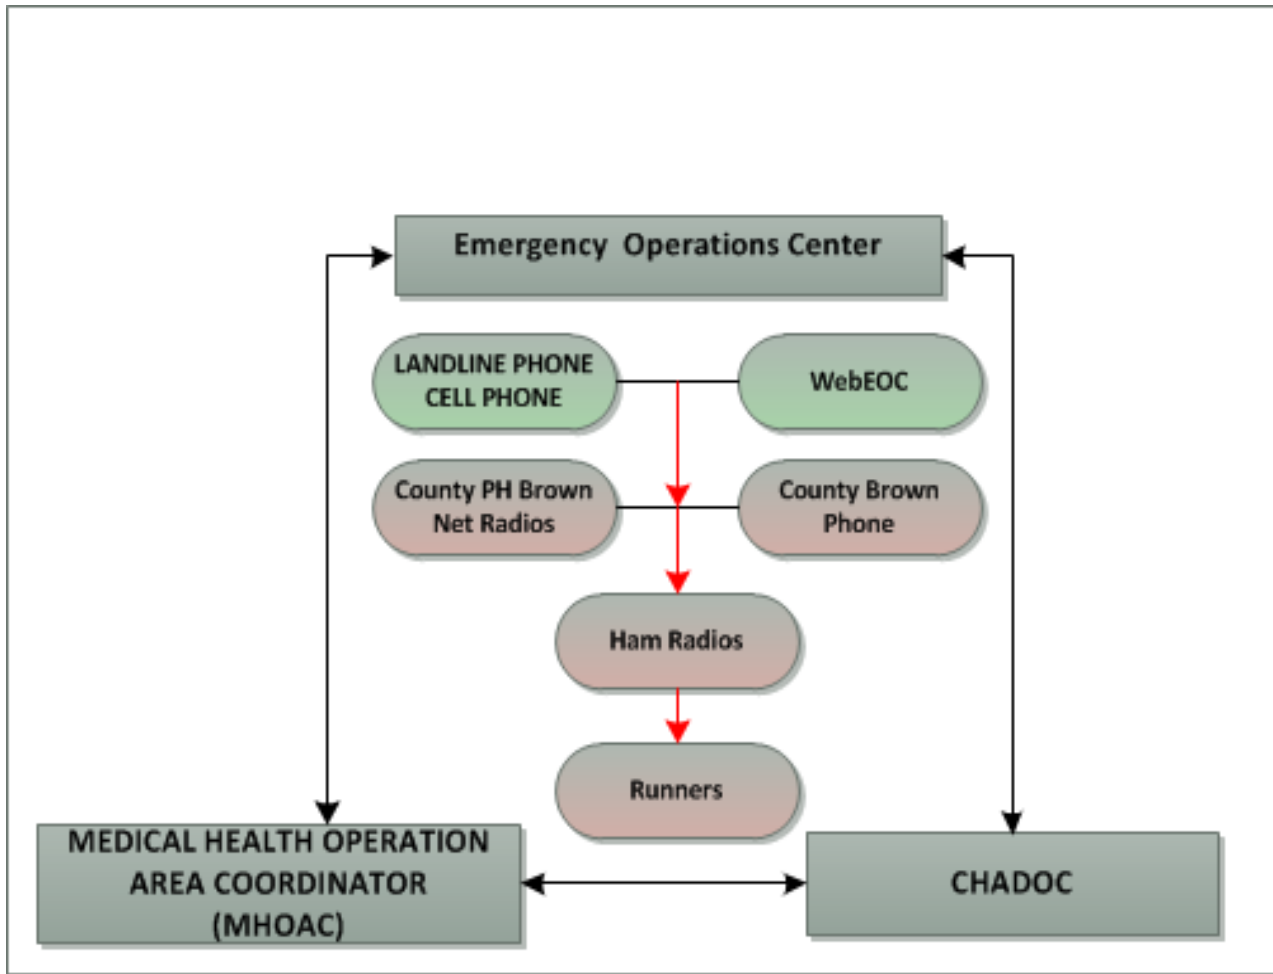 Emergency Operations Center
LANDLINE PHONE
CELL PHONE
WebEOC
County PH Brown
Net Radios
County Brown
Phone
Ham Radios
Runners
MEDICAL HEALTH OPERATION
AREA COORDINATOR
(MHOAC)
CHADOC